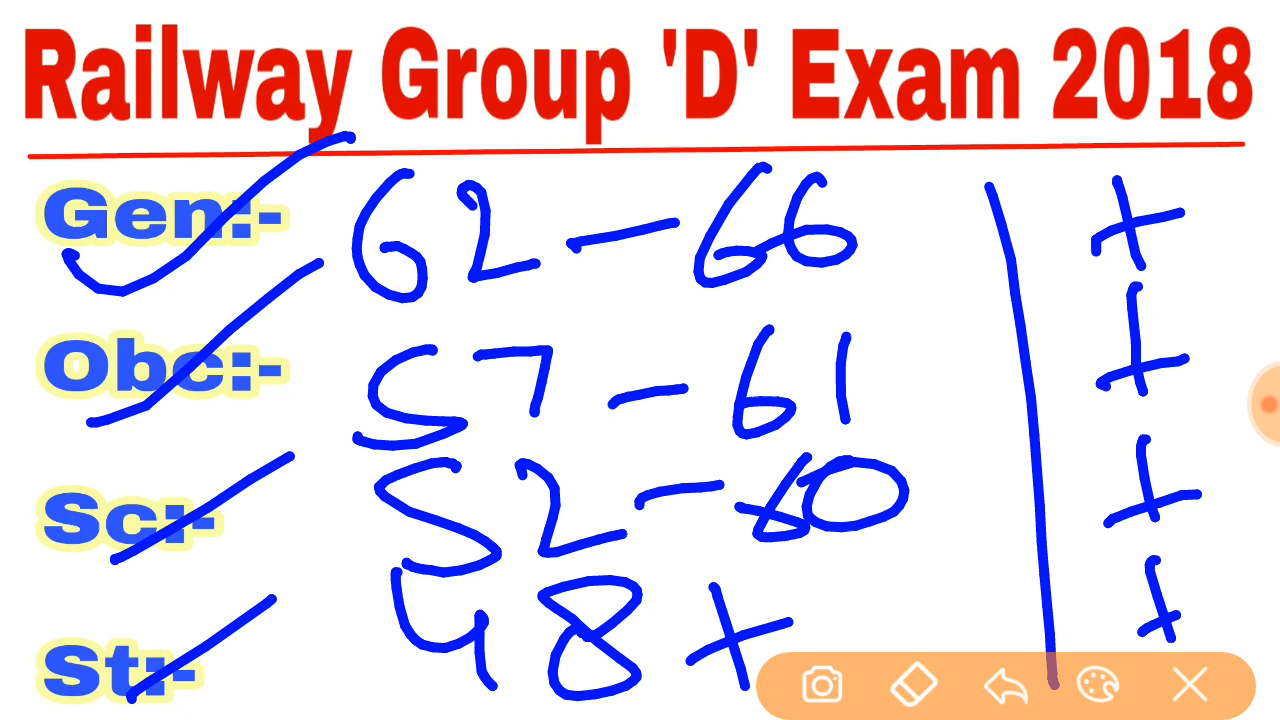 Railway Group 'D' Exam 2018
Gen:- 62 - 66 +
Obc:- 57 - 61 +
Sc:- 52 - 60 +
St:- 48 + +